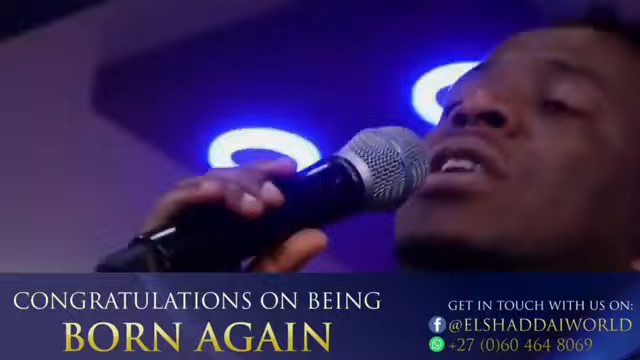 CONGRATULATIONS ON BEING
BORN AGAIN
GET IN TOUCH WITH US ON:
@ELSHADDAIWORLD
+27 (0)60 464 8069